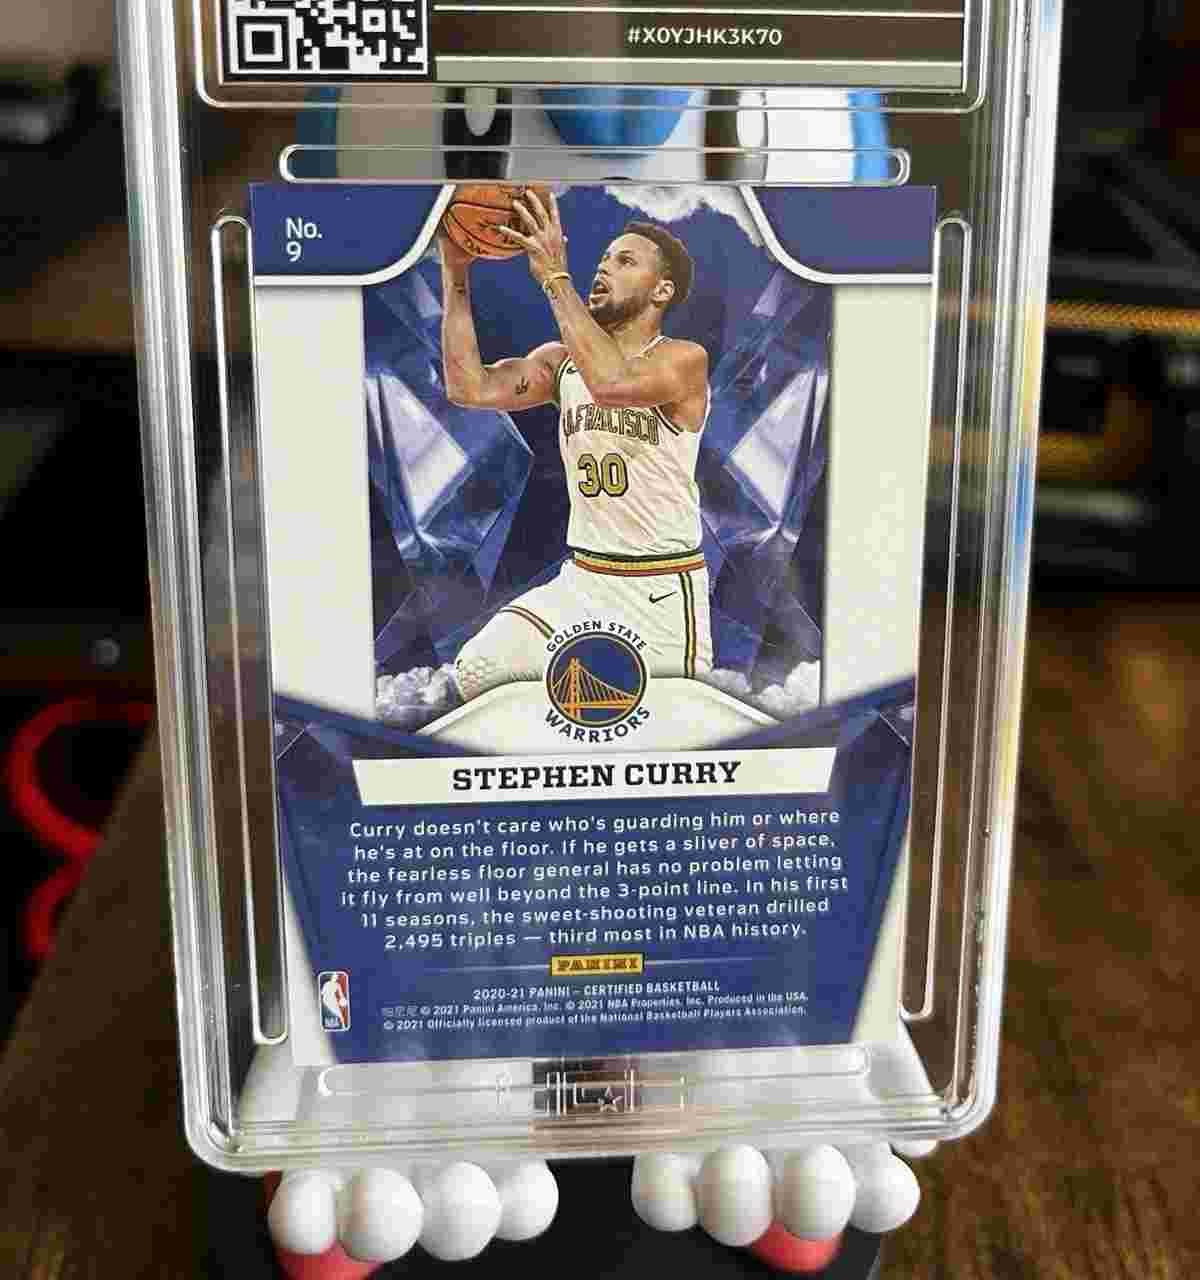 #X0YJHK3K70
No.
9
SAN FRANCISCO
30
GOLDEN STATE
WARRIORS
STEPHEN CURRY
Curry doesn't care who's guarding him or where
he's at on the floor. If he gets a sliver of space,
the fearless floor general has no problem letting
it fly from well beyond the 3-point line. In his first
11 seasons, the sweet-shooting veteran drilled
2,495 triples — third most in NBA history.
PANINI
2020-21 PANINI – CERTIFIED BASKETBALL
© 2021 Panini America, Inc. © 2021 NBA Properties, Inc. Produced in the USA.
© 2021 Officially licensed product of the National Basketball Players Association.
NBA